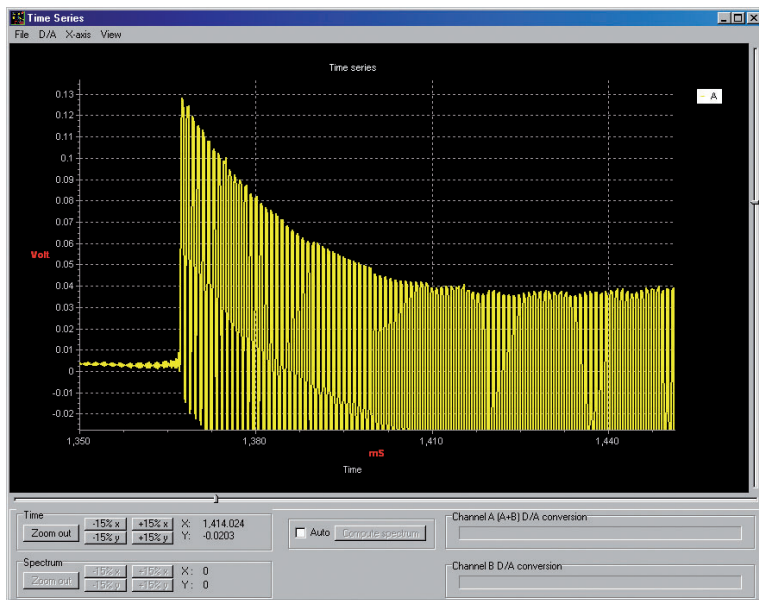 Time Series
File D/A X-axis View
Time series
A
0.13
0.12
0.11
0.1
0.09
0.08
0.07
0.06
Volt
0.05
0.04
0.03
0.02
0.01
0
-0.01
-0.02
1,350 1,380 1,410 1,440
mS
Time
Time
Zoom out -15% x +15% x X: 1,414.024
-15% y +15% y Y: -0.0203
Auto Compute spectrum
Channel A (A+B) D/A conversion
Spectrum
Zoom out -15% x +15% x X: 0
-15% y +15% y Y: 0
Channel B D/A conversion